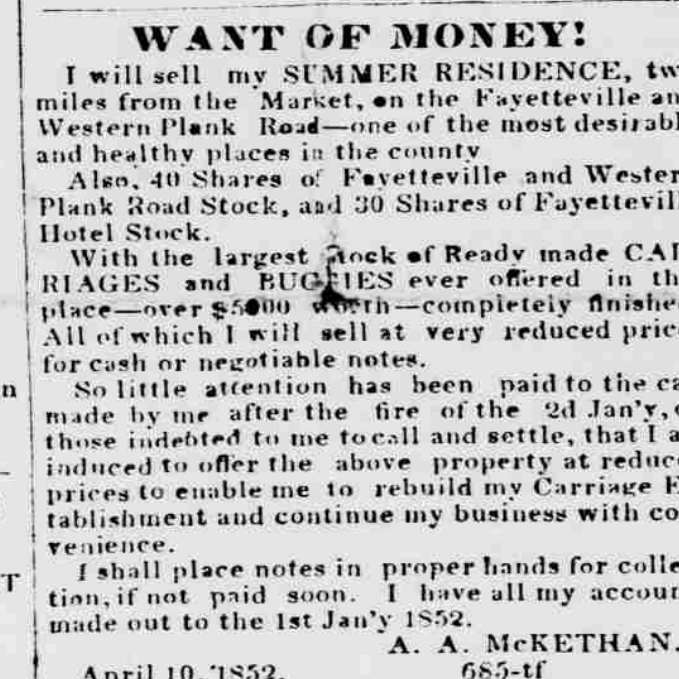 WANT OF MONEY!
I will sell my SUMMER RESIDENCE, tw
miles from the Market, on the Fayetteville an
Western Plank Road—one of the most desirabl
and healthy places in the county
Also, 40 Shares of Fayetteville and Wester
Plank Road Stock, and 30 Shares of Fayettevill
Hotel Stock.
With the largest stock of Ready made CAR
RIAGES and BUGGIES ever offered in th
place—over $5000 worth—completely finishe
All of which I will sell at very reduced price
for cash or negotiable notes.
So little attention has been paid to the ca
made by me after the fire of the 2d Jan'y, o
those indebted to me to call and settle, that I a
induced to offer the above property at reduce
prices to enable me to rebuild my Carriage E
tablishment and continue my business with co
venience.
I shall place notes in proper hands for colle
tion, if not paid soon. I have all my accoun
made out to the 1st Jan'y 1852.
A. A. McKETHAN.
April 10, 1852. 685-tf
n
T